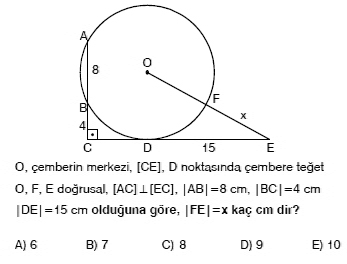 A
O
8
F
B
x
4
C D 15 E
O, çemberin merkezi, [CE], D noktasında çembere teğet
O, F, E doğrusal, [AC]⊥[EC], |AB|=8 cm, |BC|=4 cm
|DE|=15 cm olduğuna göre, |FE|=x kaç cm dir?
A) 6 B) 7 C) 8 D) 9 E) 10